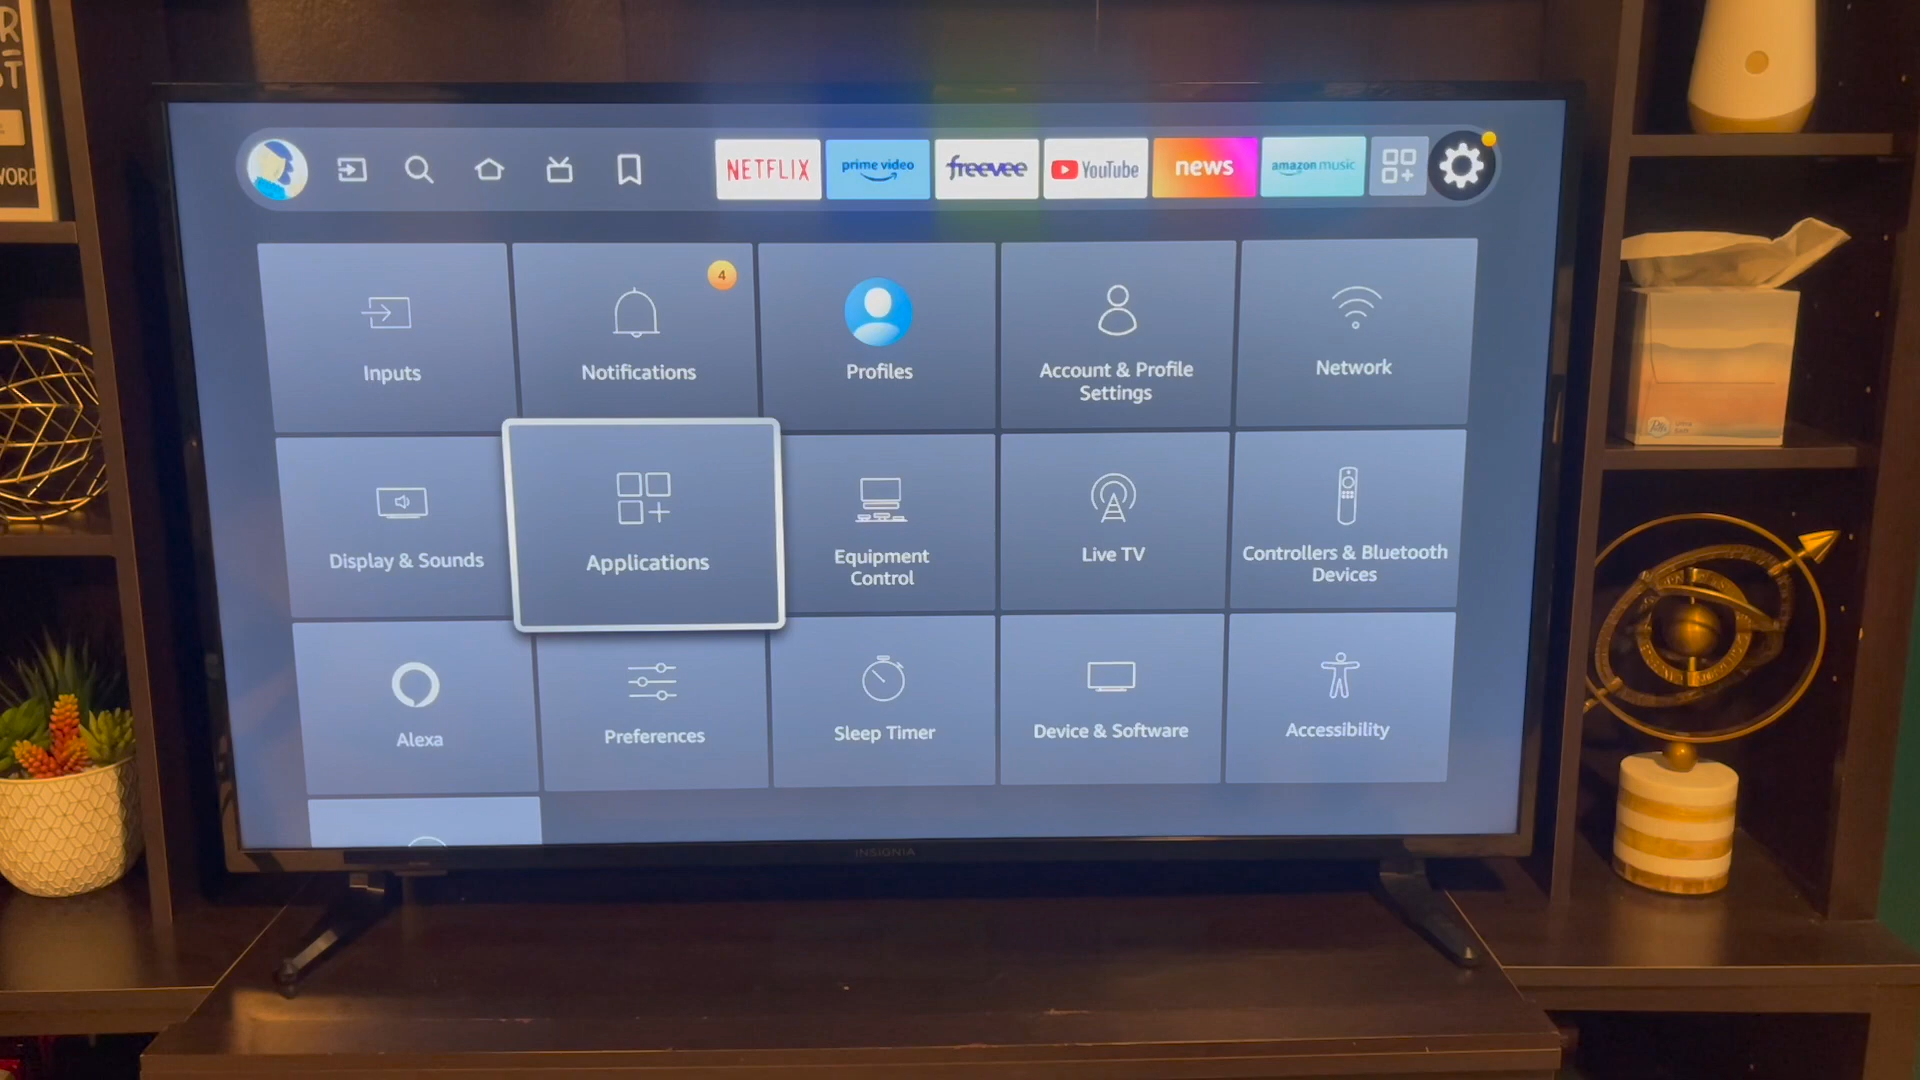 NETFLIX
prime video
freevee
YouTube
news
amazon music
Inputs
4
Notifications
Profiles
Account & Profile
Settings
Network
Display & Sounds
Applications
Equipment
Control
Live TV
Controllers & Bluetooth
Devices
Alexa
Preferences
Sleep Timer
Device & Software
Accessibility
INSIGNIA